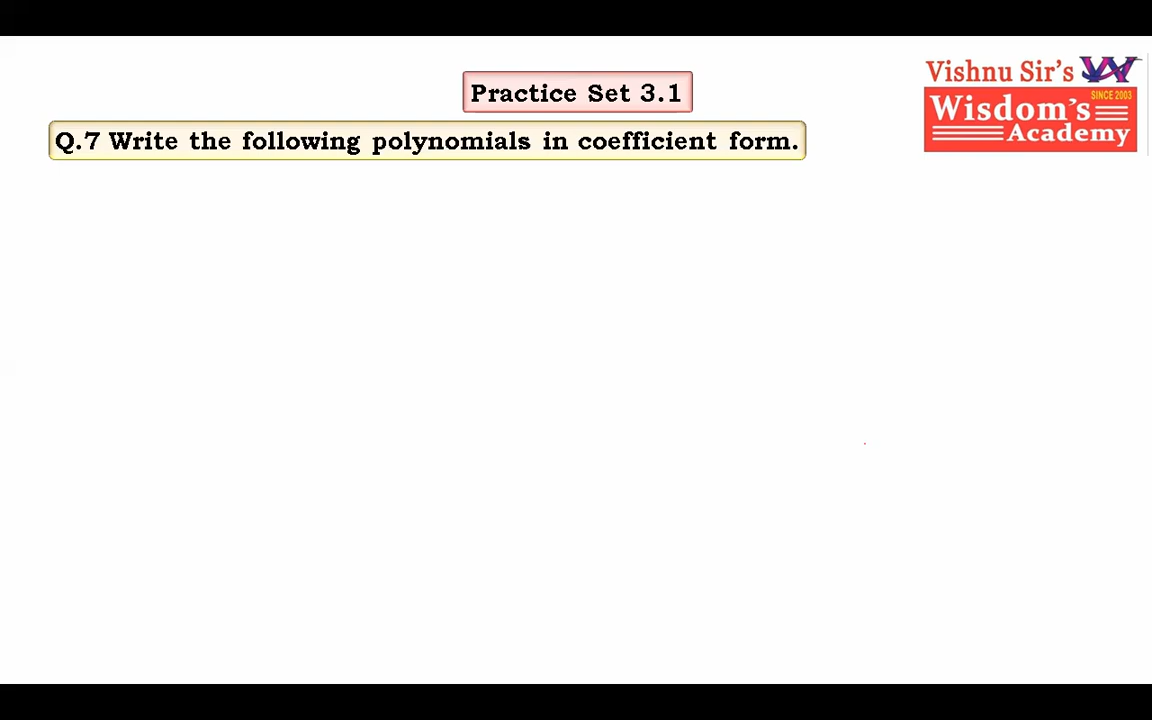 Practice Set 3.1
Q.7 Write the following polynomials in coefficient form.
Vishnu Sir's
SINCE 2003
Wisdom's
Academy